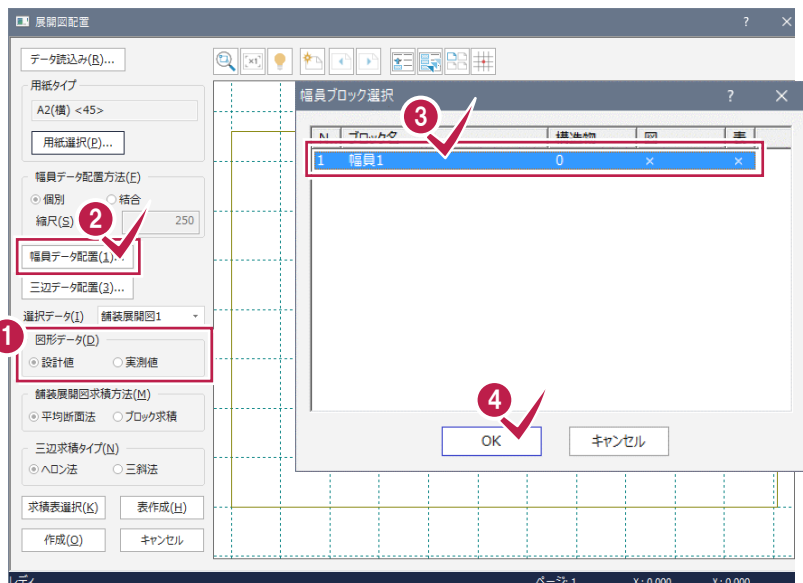 展開図配置
データ読込み(R)...
用紙タイプ
A2(横) <45>
用紙選択(P)...
幅員データ配置方法(F)
個別 結合
縮尺(S) 250
2
幅員データ配置(1)...
三辺データ配置(3)...
選択データ(I) 舗装展開図1
1
図形データ(D)
設計値 実測値
舗装展開図求積方法(M)
平均断面法 ブロック求積
三辺求積タイプ(N)
ヘロン法 三斜法
求積表選択(K) 表作成(H)
作成(O) キャンセル
×1
幅員ブロック選択
3
N ブロック名 構造物 図 表
1 幅員1 0 × ×
4
OK キャンセル
レディ ページ: 1 X : 0.000 Y : 0.000